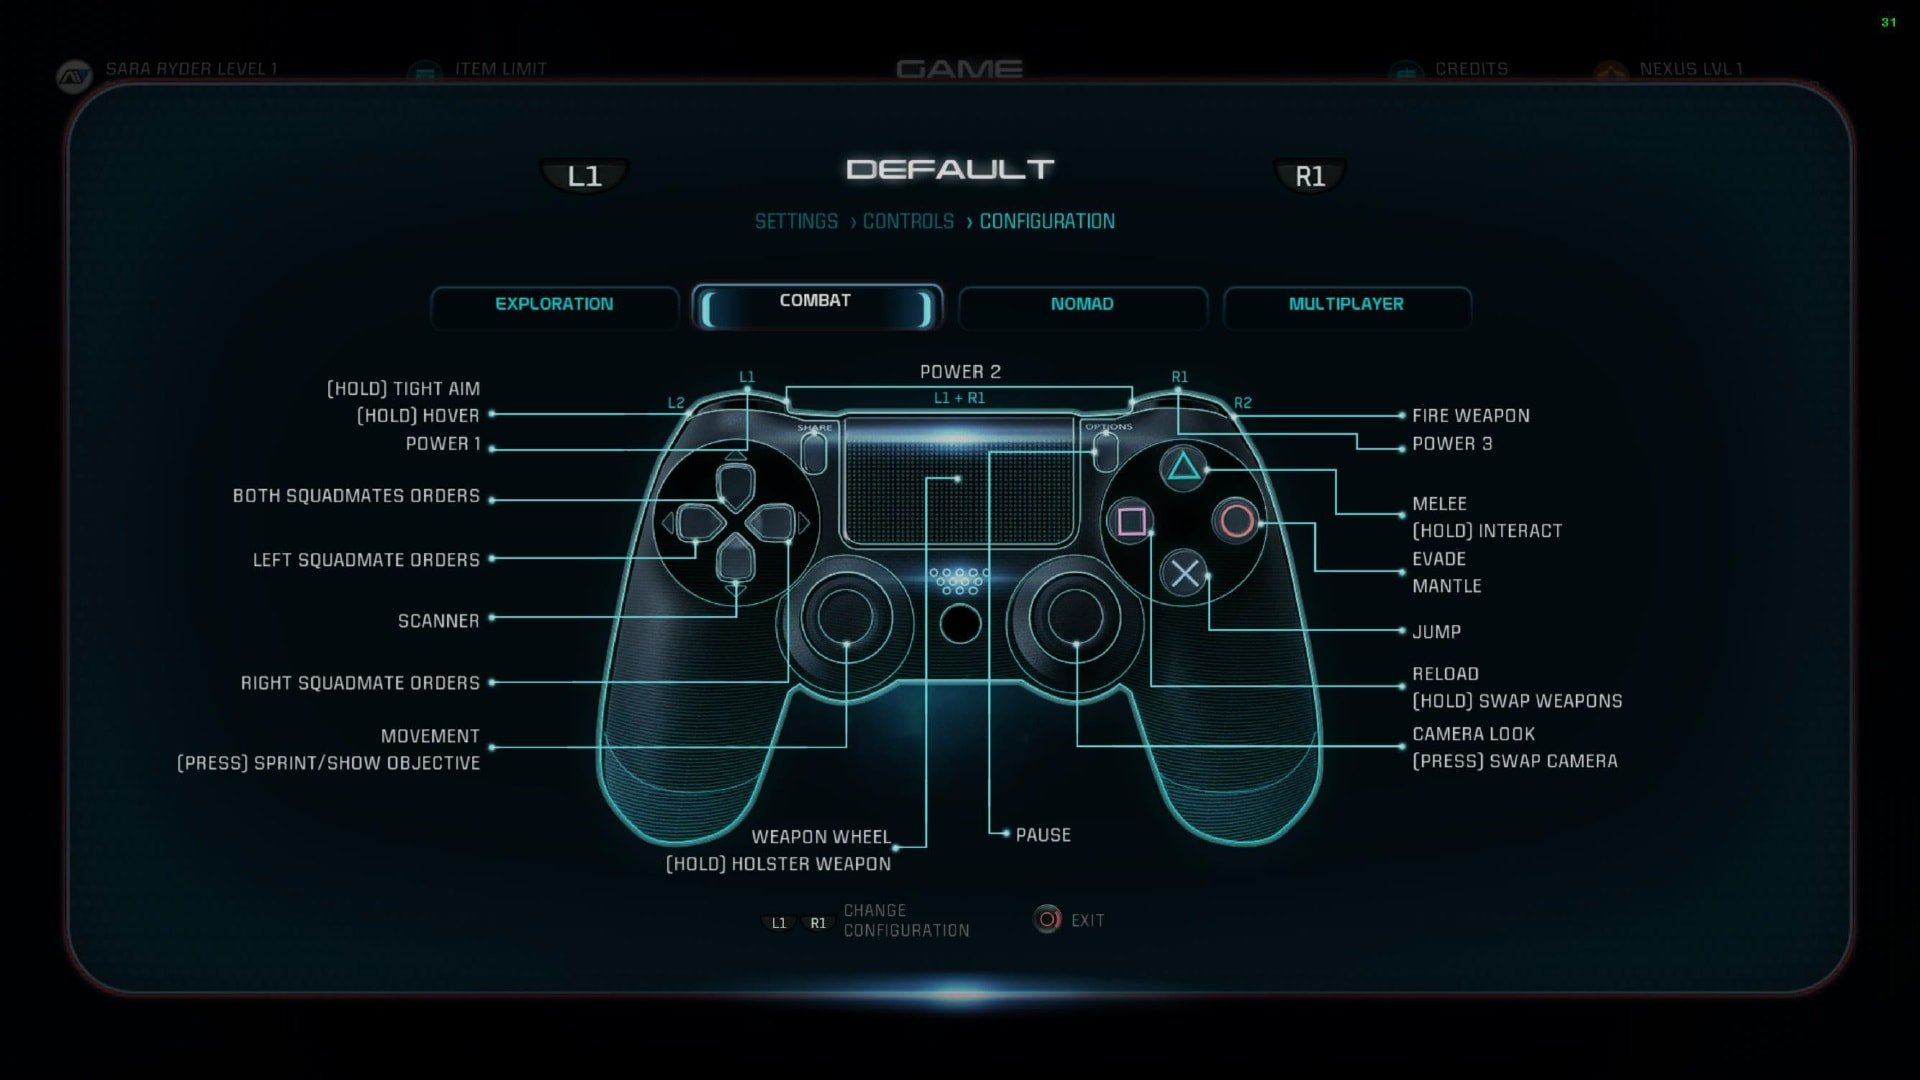 31
SARA RYDER LEVEL 1
ITEM LIMIT
GAME
CREDITS
NEXUS LVL 1
L1
DEFAULT
R1
SETTINGS › CONTROLS › CONFIGURATION
EXPLORATION
COMBAT
NOMAD
MULTIPLAYER
POWER 2
L1 + R1
L1
R1
L2
R2
SHARE
OPTIONS
[HOLD] TIGHT AIM
[HOLD] HOVER
POWER 1
BOTH SQUADMATES ORDERS
LEFT SQUADMATE ORDERS
SCANNER
RIGHT SQUADMATE ORDERS
MOVEMENT
[PRESS] SPRINT/SHOW OBJECTIVE
FIRE WEAPON
POWER 3
MELEE
[HOLD] INTERACT
EVADE
MANTLE
JUMP
RELOAD
[HOLD] SWAP WEAPONS
CAMERA LOOK
[PRESS] SWAP CAMERA
WEAPON WHEEL
[HOLD] HOLSTER WEAPON
PAUSE
L1 R1 CHANGE
CONFIGURATION
EXIT